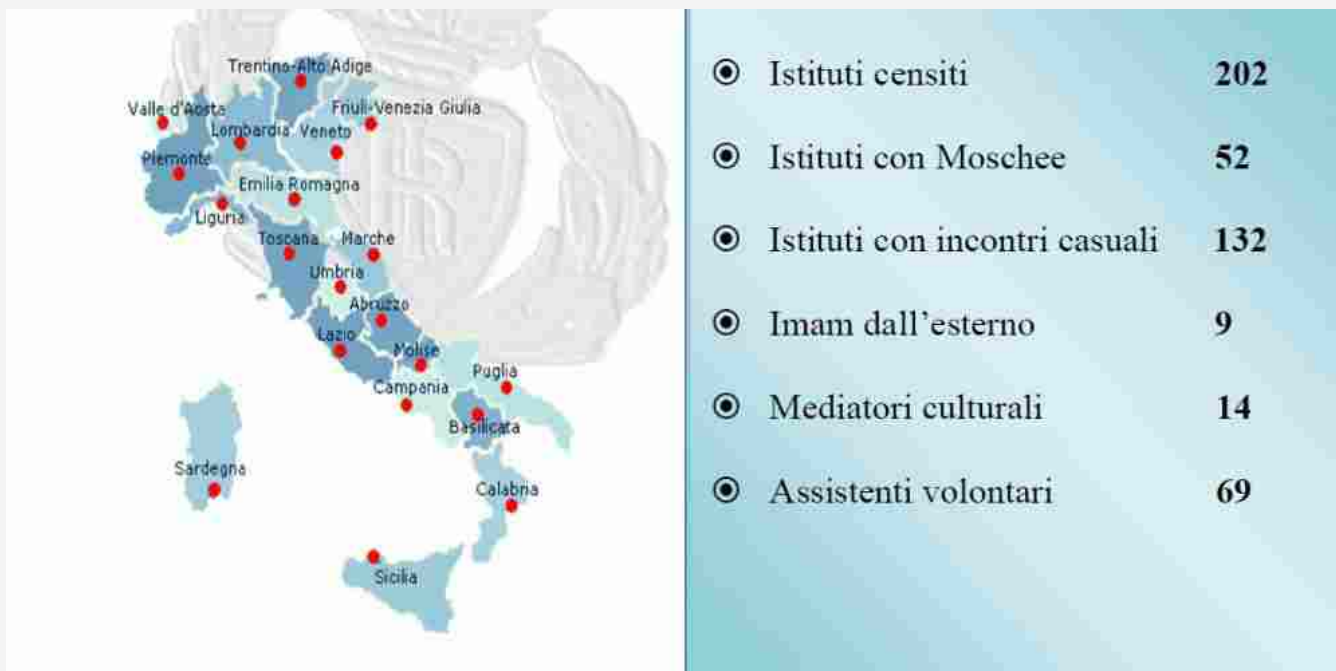 Trentino-Alto Adige
Valle d'Aosta
Friuli-Venezia Giulia
Lombardia
Veneto
Piemonte
Emilia Romagna
Liguria
Toscana
Marche
Umbria
Abruzzo
Lazio
Molise
Puglia
Campania
Basilicata
Sardegna
Calabria
Sicilia
Istituti censiti 202
Istituti con Moschee 52
Istituti con incontri casuali 132
Imam dall'esterno 9
Mediatori culturali 14
Assistenti volontari 69